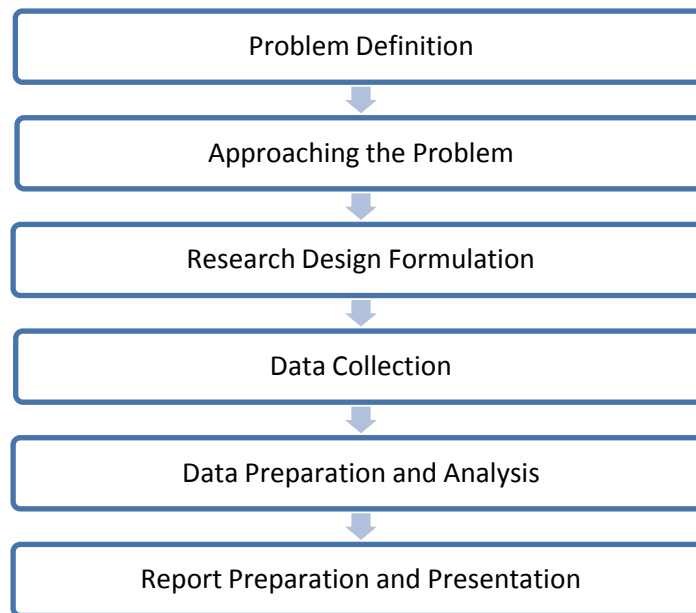 Problem Definition
Approaching the Problem
Research Design Formulation
Data Collection
Data Preparation and Analysis
Report Preparation and Presentation